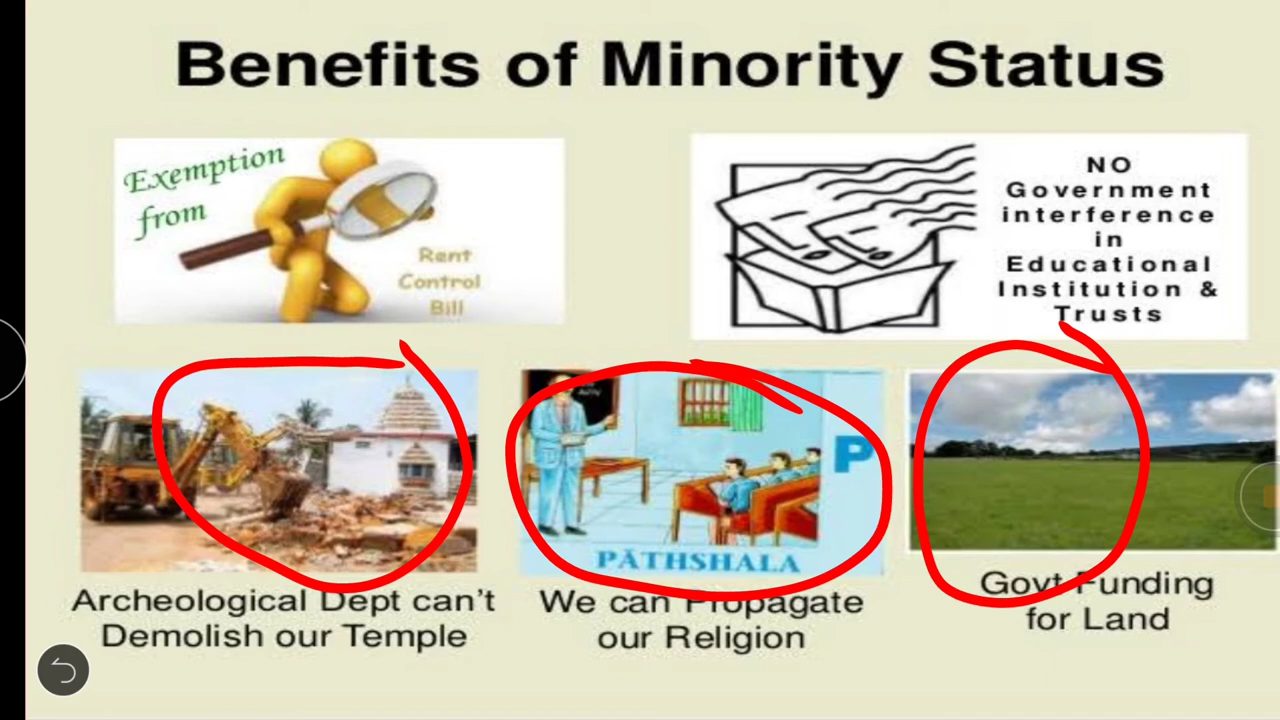 Benefits of Minority Status
Exemption
from
Rent
Control
Bill
NO
Government
interference
in
Educational
Institution &
Trusts
P
PĀTHSHALA
Archeological Dept can't
Demolish our Temple
We can Propagate
our Religion
Govt Funding
for Land